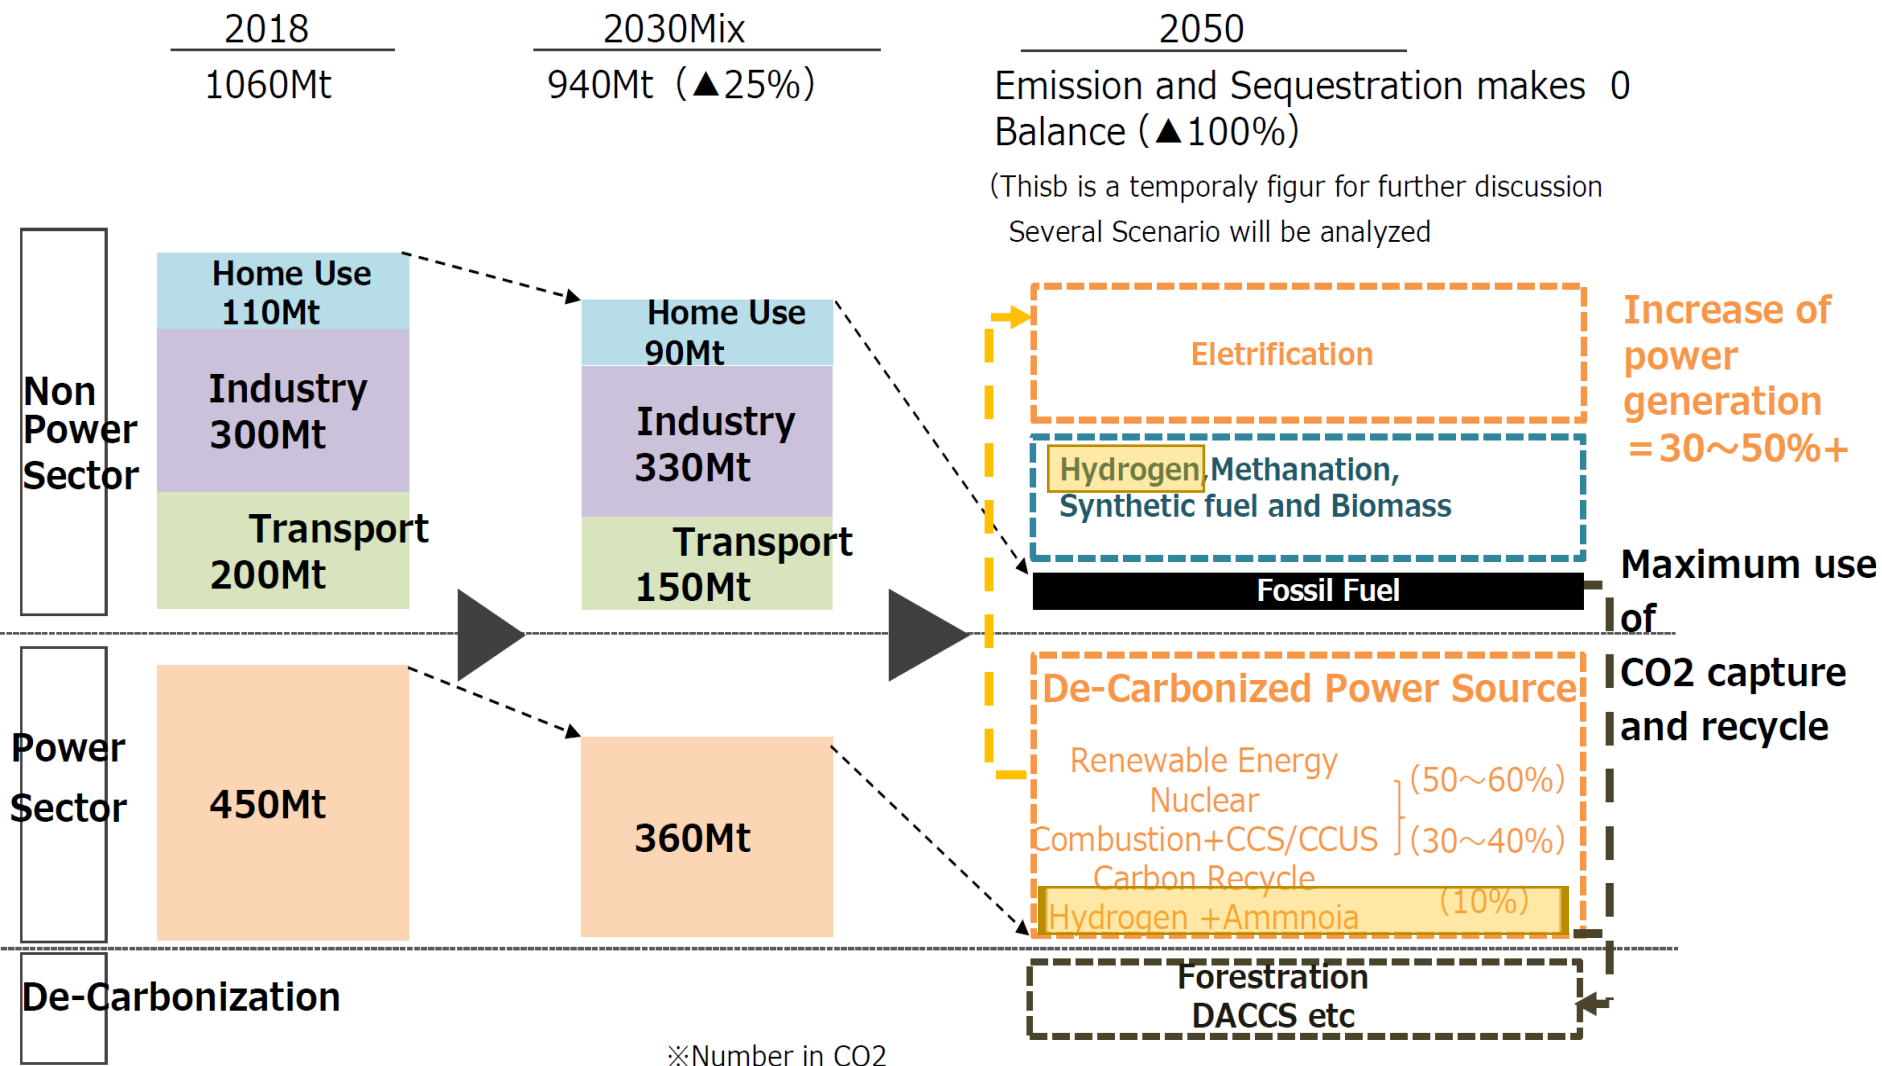 2018
1060Mt
2030Mix
940Mt (▲25%)
2050
Emission and Sequestration makes 0
Balance (▲100%)
(Thisb is a temporaly figur for further discussion
Several Scenario will be analyzed
Non
Power
Sector
Home Use
110Mt
Industry
300Mt
Transport
200Mt
Home Use
90Mt
Industry
330Mt
Transport
150Mt
Eletrification
Hydrogen,Methanation,
Synthetic fuel and Biomass
Fossil Fuel
Increase of
power
generation
=30~50%+
Maximum use
of
CO2 capture
and recycle
Power
Sector
450Mt
360Mt
De-Carbonized Power Source
Renewable Energy
Nuclear
Combustion+CCS/CCUS
Carbon Recycle
Hydrogen +Ammnoia
(50~60%)
(30~40%)
(10%)
De-Carbonization
Forestration
DACCS etc
※Number in CO2